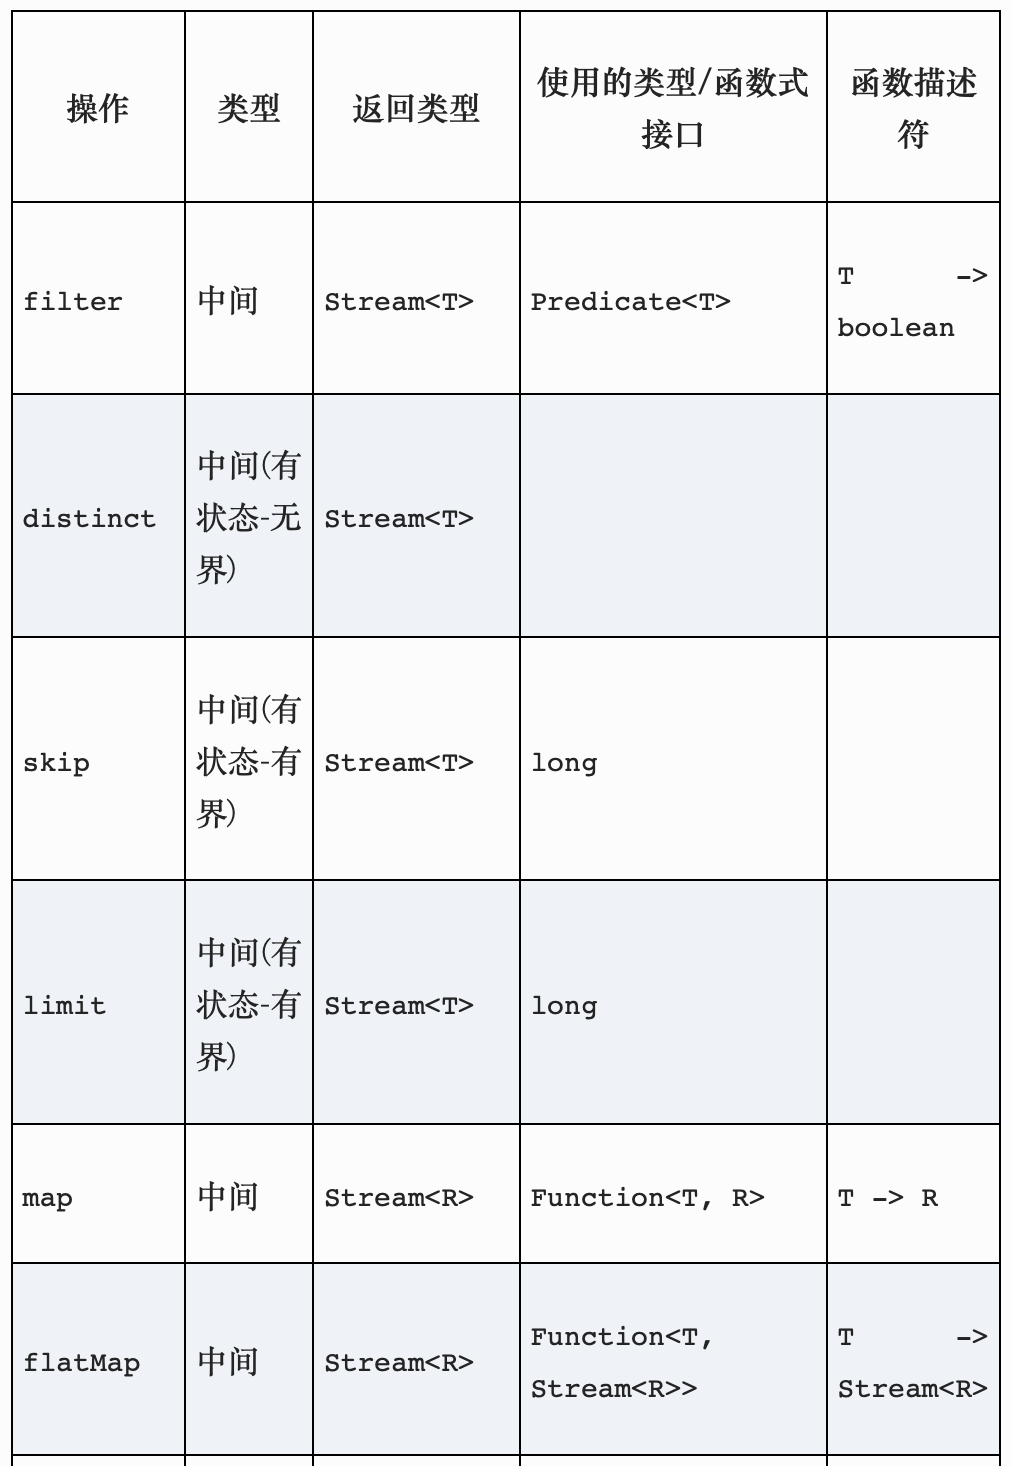 操作
类型
返回类型
使用的类型/函数式
接口
函数描述
符
filter
中间
Stream<T>
Predicate<T>
T ->
boolean
distinct
中间(有
状态-无
界)
Stream<T>
skip
中间(有
状态-有
界)
Stream<T>
long
limit
中间(有
状态-有
界)
Stream<T>
long
map
中间
Stream<R>
Function<T, R>
T -> R
flatMap
中间
Stream<R>
Function<T,
Stream<R>>
T ->
Stream<R>